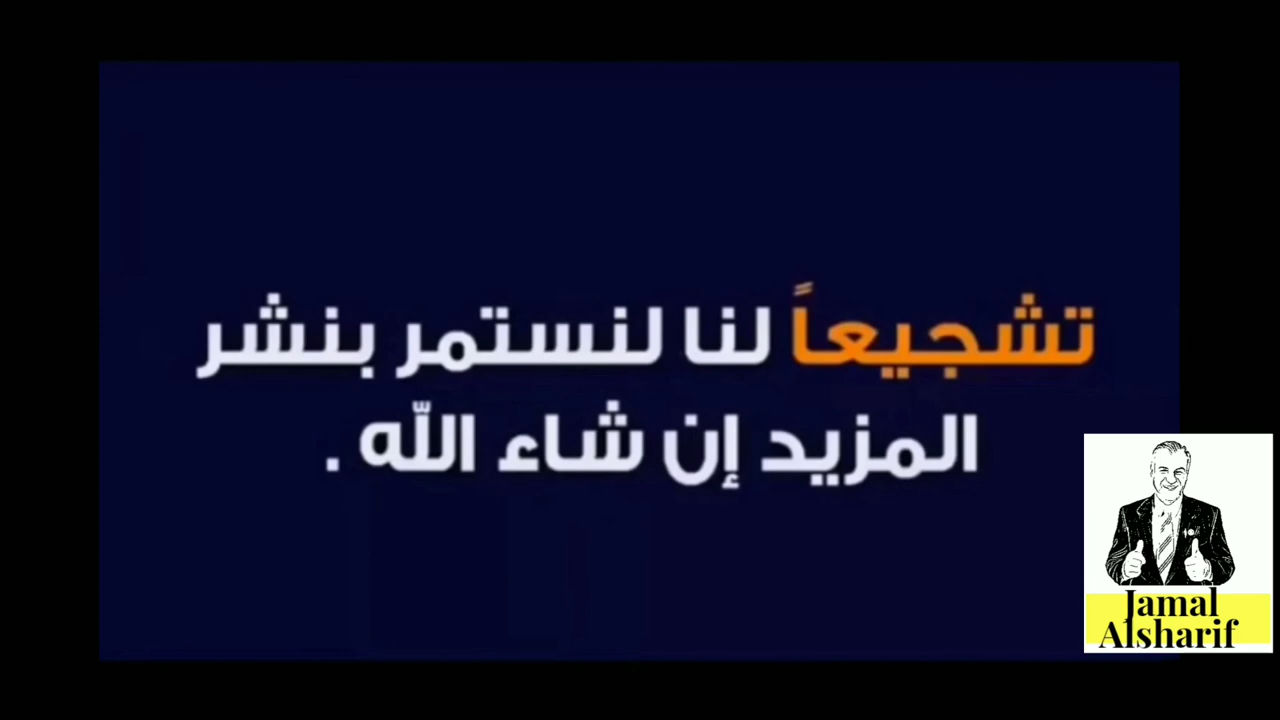 تشجيعاً لنا لنستمر بنشر
المزيد إن شاء الله .
Jamal
Alsharif